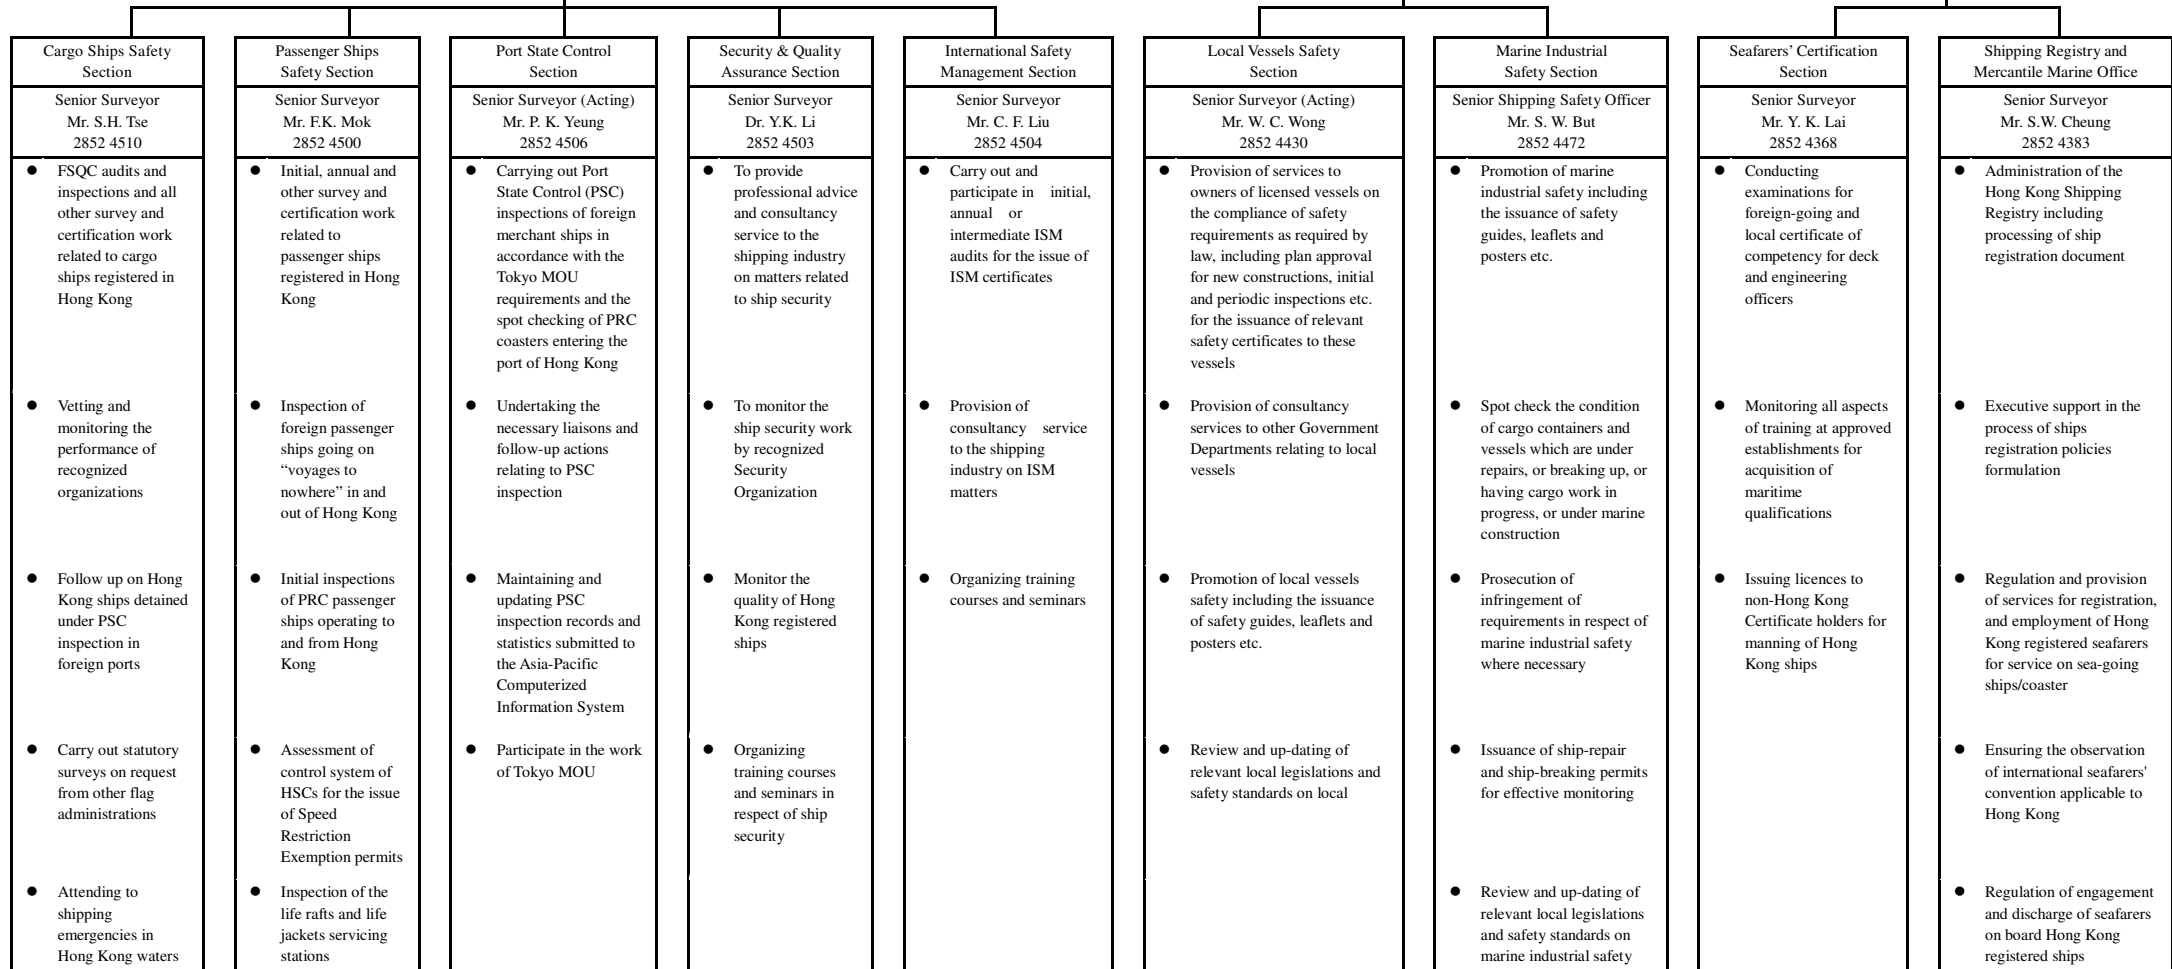 Cargo Ships Safety
Section
Senior Surveyor
Mr. S.H. Tse
2852 4510
● FSQC audits and
inspections and all
other survey and
certification work
related to cargo
ships registered in
Hong Kong
● Vetting and
monitoring the
performance of
recognized
organizations
● Follow up on Hong
Kong ships detained
under PSC
inspection in
foreign ports
● Carry out statutory
surveys on request
from other flag
administrations
● Attending to
shipping
emergencies in
Hong Kong waters
Passenger Ships
Safety Section
Senior Surveyor
Mr. F.K. Mok
2852 4500
● Initial, annual and
other survey and
certification work
related to
passenger ships
registered in Hong
Kong
● Inspection of
foreign passenger
ships going on
“voyages to
nowhere” in and
out of Hong Kong
● Initial inspections
of PRC passenger
ships operating to
and from Hong
Kong
● Assessment of
control system of
HSCs for the issue
of Speed
Restriction
Exemption permits
● Inspection of the
life rafts and life
jackets servicing
stations
Port State Control
Section
Senior Surveyor (Acting)
Mr. P. K. Yeung
2852 4506
● Carrying out Port
State Control (PSC)
inspections of foreign
merchant ships in
accordance with the
Tokyo MOU
requirements and the
spot checking of PRC
coasters entering the
port of Hong Kong
● Undertaking the
necessary liaisons and
follow-up actions
relating to PSC
inspection
● Maintaining and
updating PSC
inspection records and
statistics submitted to
the Asia-Pacific
Computerized
Information System
● Participate in the work
of Tokyo MOU
Security & Quality
Assurance Section
Senior Surveyor
Dr. Y.K. Li
2852 4503
● To provide
professional advice
and consultancy
service to the
shipping industry
on matters related
to ship security
● To monitor the
ship security work
by recognized
Security
Organization
● Monitor the
quality of Hong
Kong registered
ships
● Organizing
training courses
and seminars in
respect of ship
security
International Safety
Management Section
Senior Surveyor
Mr. C. F. Liu
2852 4504
● Carry out and
participate in initial,
annual or
intermediate ISM
audits for the issue of
ISM certificates
● Provision of
consultancy service
to the shipping
industry on ISM
matters
● Organizing training
courses and seminars
Local Vessels Safety
Section
Senior Surveyor (Acting)
Mr. W. C. Wong
2852 4430
● Provision of services to
owners of licensed vessels on
the compliance of safety
requirements as required by
law, including plan approval
for new constructions, initial
and periodic inspections etc.
for the issuance of relevant
safety certificates to these
vessels
● Provision of consultancy
services to other Government
Departments relating to local
vessels
● Promotion of local vessels
safety including the issuance
of safety guides, leaflets and
posters etc.
● Review and up-dating of
relevant local legislations and
safety standards on local
Marine Industrial
Safety Section
Senior Shipping Safety Officer
Mr. S. W. But
2852 4472
● Promotion of marine
industrial safety including
the issuance of safety
guides, leaflets and
posters etc.
● Spot check the condition
of cargo containers and
vessels which are under
repairs, or breaking up, or
having cargo work in
progress, or under marine
construction
● Prosecution of
infringement of
requirements in respect of
marine industrial safety
where necessary
● Issuance of ship-repair
and ship-breaking permits
for effective monitoring
● Review and up-dating of
relevant local legislations
and safety standards on
marine industrial safety
Seafarers’ Certification
Section
Senior Surveyor
Mr. Y. K. Lai
2852 4368
● Conducting
examinations for
foreign-going and
local certificate of
competency for deck
and engineering
officers
● Monitoring all aspects
of training at approved
establishments for
acquisition of
maritime
qualifications
● Issuing licences to
non-Hong Kong
Certificate holders for
manning of Hong
Kong ships
Shipping Registry and
Mercantile Marine Office
Senior Surveyor
Mr. S.W. Cheung
2852 4383
● Administration of the
Hong Kong Shipping
Registry including
processing of ship
registration document
● Executive support in the
process of ships
registration policies
formulation
● Regulation and provision
of services for registration,
and employment of Hong
Kong registered seafarers
for service on sea-going
ships/coaster
● Ensuring the observation
of international seafarers'
convention applicable to
Hong Kong
● Regulation of engagement
and discharge of seafarers
on board Hong Kong
registered ships